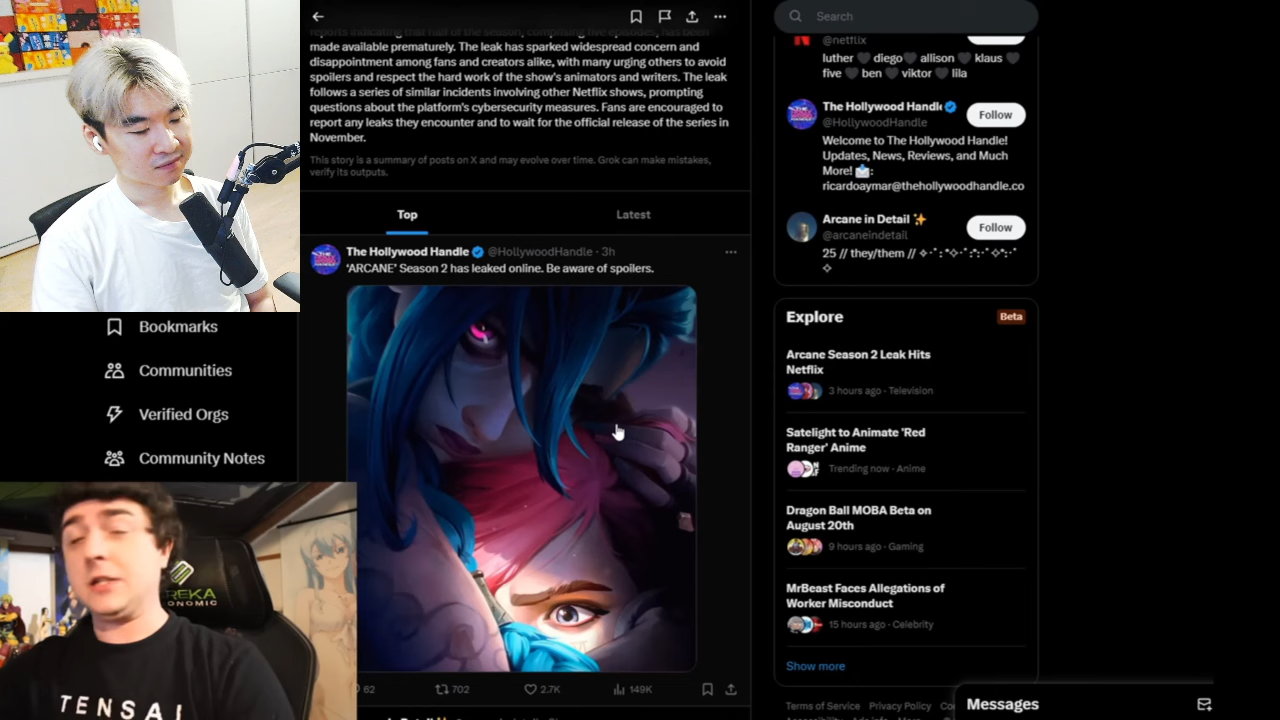 made available prematurely. The leak has sparked widespread concern and
disappointment among fans and creators alike, with many urging others to avoid
spoilers and respect the hard work of the show's animators and writers. The leak
follows a series of similar incidents involving other Netflix shows, prompting
questions about the platform's cybersecurity measures. Fans are encouraged to
report any leaks they encounter and to wait for the official release of the series in
November.
This story is a summary of posts on X and may evolve over time. Grok can make mistakes,
verify its outputs.
Top
Latest
The Hollywood Handle @HollywoodHandle · 3h
'ARCANE' Season 2 has leaked online. Be aware of spoilers.
62
702
2.7K
149K
Bookmarks
Communities
Verified Orgs
Community Notes
TENSAI
Search
@netflix
luther 🖤 diego🖤 allison 🖤 klaus 🖤
five 🖤 ben 🖤 viktor 🖤 lila
The Hollywood Handle
@HollywoodHandle
Follow
Welcome to The Hollywood Handle!
Updates, News, Reviews, and Much
More! 📩:
ricardoaymar@thehollywoodhandle.co
Arcane in Detail ✨
@arcaneindetail
Follow
25 // they/them //
Explore
Beta
Arcane Season 2 Leak Hits
Netflix
3 hours ago · Television
Satelight to Animate 'Red
Ranger' Anime
Trending now · Anime
Dragon Ball MOBA Beta on
August 20th
9 hours ago · Gaming
MrBeast Faces Allegations of
Worker Misconduct
15 hours ago · Celebrity
Show more
Terms of Service Privacy Policy
Messages